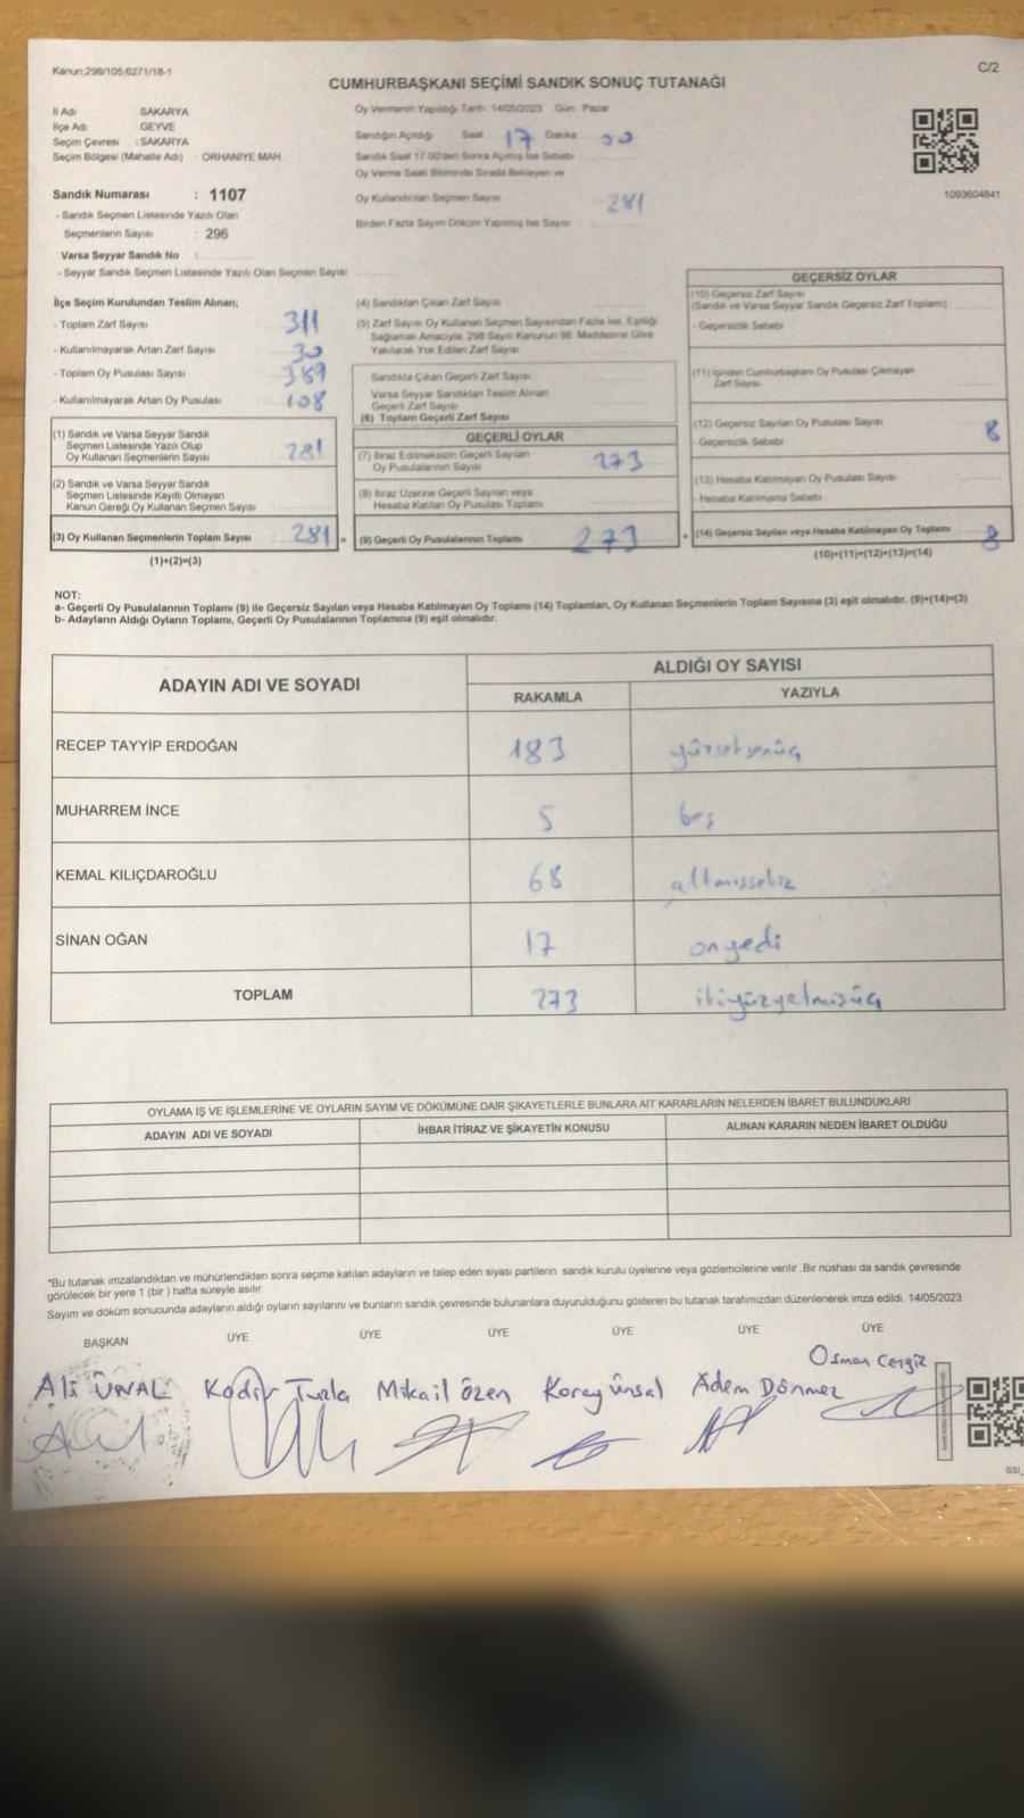 Kanun:298/105/6271/18-1
C/2
CUMHURBAŞKANI SEÇİMİ SANDIK SONUÇ TUTANAĞI
İl Adı SAKARYA
İlçe Adı GEYVE
Seçim Çevresi : SAKARYA
Seçim Bölgesi (Mahalle Adı) ORHANİYE MAH
Oy Vermenin Yapıldığı Tarih: 14/05/2023 Gün: Pazar
Sandığın Açıldığı Saat 17 Dakika 00
Sandık Saat 17.00'den Sonra Açılmış İse Sebebi
Oy Verme Saati Bitiminde Sırada Bekleyen ve
Oy Kullandırılan Seçmen Sayısı 281
Birden Fazla Sayım Döküm Yapılmış İse Sayısı
1093604841
Sandık Numarası : 1107
- Sandık Seçmen Listesinde Yazılı Olan
Seçmenlerin Sayısı : 296
Varsa Seyyar Sandık No :
- Seyyar Sandık Seçmen Listesinde Yazılı Olan Seçmen Sayısı
İlçe Seçim Kurulundan Teslim Alınan;
- Toplam Zarf Sayısı 311
- Kullanılmayarak Artan Zarf Sayısı 30
- Toplam Oy Pusulası Sayısı 389
- Kullanılmayarak Artan Oy Pusulası 108
(1) Sandık ve Varsa Seyyar Sandık
Seçmen Listesinde Yazılı Olup
Oy Kullanan Seçmenlerin Sayısı 281
(2) Sandık ve Varsa Seyyar Sandık
Seçmen Listesinde Kayıtlı Olmayan
Kanun Gereği Oy Kullanan Seçmen Sayısı
(3) Oy Kullanan Seçmenlerin Toplam Sayısı 281 =
(1)+(2)=(3)
(4) Sandıktan Çıkan Zarf Sayısı
(5) Zarf Sayısı Oy Kullanan Seçmen Sayısından Fazla İse, Eşitliği
Sağlamak Amacıyla, 298 Sayılı Kanunun 98. Maddesine Göre
Yakılarak Yok Edilen Zarf Sayısı
Sandıkta Çıkan Geçerli Zarf Sayısı
Varsa Seyyar Sandıktan Teslim Alınan
Geçerli Zarf Sayısı
(6) Toplam Geçerli Zarf Sayısı
GEÇERLİ OYLAR
(7) İtiraz Edilmeksizin Geçerli Sayılan
Oy Pusulalarının Sayısı 273
(8) İtiraz Üzerine Geçerli Sayılan veya
Hesaba Katılan Oy Pusulası Toplamı
(9) Geçerli Oy Pusulalarının Toplamı 273 +
GEÇERSİZ OYLAR
(10) Geçersiz Zarf Sayısı
(Sandık ve Varsa Seyyar Sandık Geçersiz Zarf Toplamı)
- Geçersizlik Sebebi
(11) İçinden Cumhurbaşkanı Oy Pusulası Çıkmayan
Zarf Sayısı
(12) Geçersiz Sayılan Oy Pusulası Sayısı 8
- Geçersizlik Sebebi
(13) Hesaba Katılmayan Oy Pusulası Sayısı
- Hesaba Katılmama Sebebi
(14) Geçersiz Sayılan veya Hesaba Katılmayan Oy Toplamı 8
(10)+(11)+(12)+(13)=(14)
NOT:
a- Geçerli Oy Pusulalarının Toplamı (9) ile Geçersiz Sayılan veya Hesaba Katılmayan Oy Toplamı (14) Toplamları, Oy Kullanan Seçmenlerin Toplam Sayısına (3) eşit olmalıdır. (9)+(14)=(3)
b- Adayların Aldığı Oyların Toplamı, Geçerli Oy Pusulalarının Toplamına (9) eşit olmalıdır.
ADAYIN ADI VE SOYADI
ALDIĞI OY SAYISI
RAKAMLA YAZIYLA
RECEP TAYYİP ERDOĞAN 183 yüzseksenüç
MUHARREM İNCE 5 beş
KEMAL KILIÇDAROĞLU 68 altmışsekiz
SİNAN OĞAN 17 onyedi
TOPLAM 273 ikiyüzyetmişüç
OYLAMA İŞ VE İŞLEMLERİNE VE OYLARIN SAYIM VE DÖKÜMÜNE DAİR ŞİKAYETLERLE BUNLARA AİT KARARLARIN NELERDEN İBARET BULUNDUKLARI
ADAYIN ADI VE SOYADI İHBAR İTİRAZ VE ŞİKAYETİN KONUSU ALINAN KARARIN NEDEN İBARET OLDUĞU
*Bu tutanak imzalandıktan ve mühürlendikten sonra seçime katılan adayların ve talep eden siyasi partilerin sandık kurulu üyelerine veya gözlemcilerine verilir. Bir nüshası da sandık çevresinde
görülecek bir yere 1 (bir) hafta süreyle asılır.
Sayım ve döküm sonucunda adayların aldığı oyların sayılarını ve bunların sandık çevresinde bulunanlara duyurulduğunu gösteren bu tutanak tarafımızdan düzenlenerek imza edildi. 14/05/2023
BAŞKAN ÜYE ÜYE ÜYE ÜYE ÜYE ÜYE
Ali ÜNAL Kadir Tuzla Mikail Özen Koray Ünsal Adem Dönmez Osman Cengiz